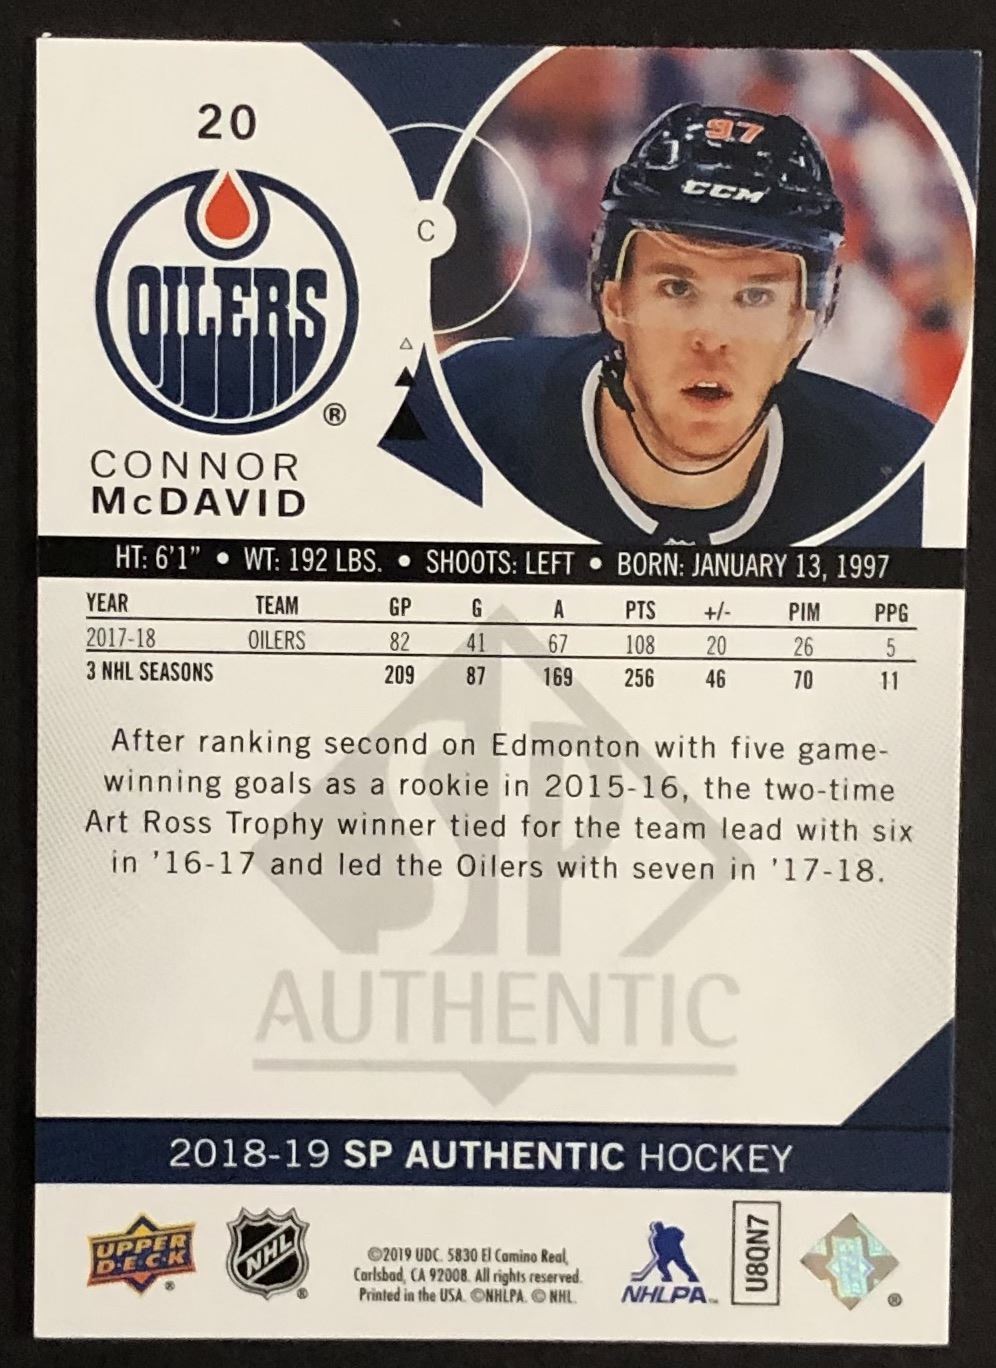 20
C
97
CCM
OILERS
®
CONNOR
McDAVID
HT: 6'1" • WT: 192 LBS. • SHOOTS: LEFT • BORN: JANUARY 13, 1997
YEAR TEAM GP G A PTS +/- PIM PPG
2017-18 OILERS 82 41 67 108 20 26 5
3 NHL SEASONS 209 87 169 256 46 70 11
After ranking second on Edmonton with five game-
winning goals as a rookie in 2015-16, the two-time
Art Ross Trophy winner tied for the team lead with six
in '16-17 and led the Oilers with seven in '17-18.
SP
AUTHENTIC
2018-19 SP AUTHENTIC HOCKEY
UPPER
D•E•C•K
®
NHL
®
©2019 UDC. 5830 El Camino Real,
Carlsbad, CA 92008. All rights reserved.
Printed in the USA. ©NHLPA. © NHL.
NHLPA™
U8QN7
®